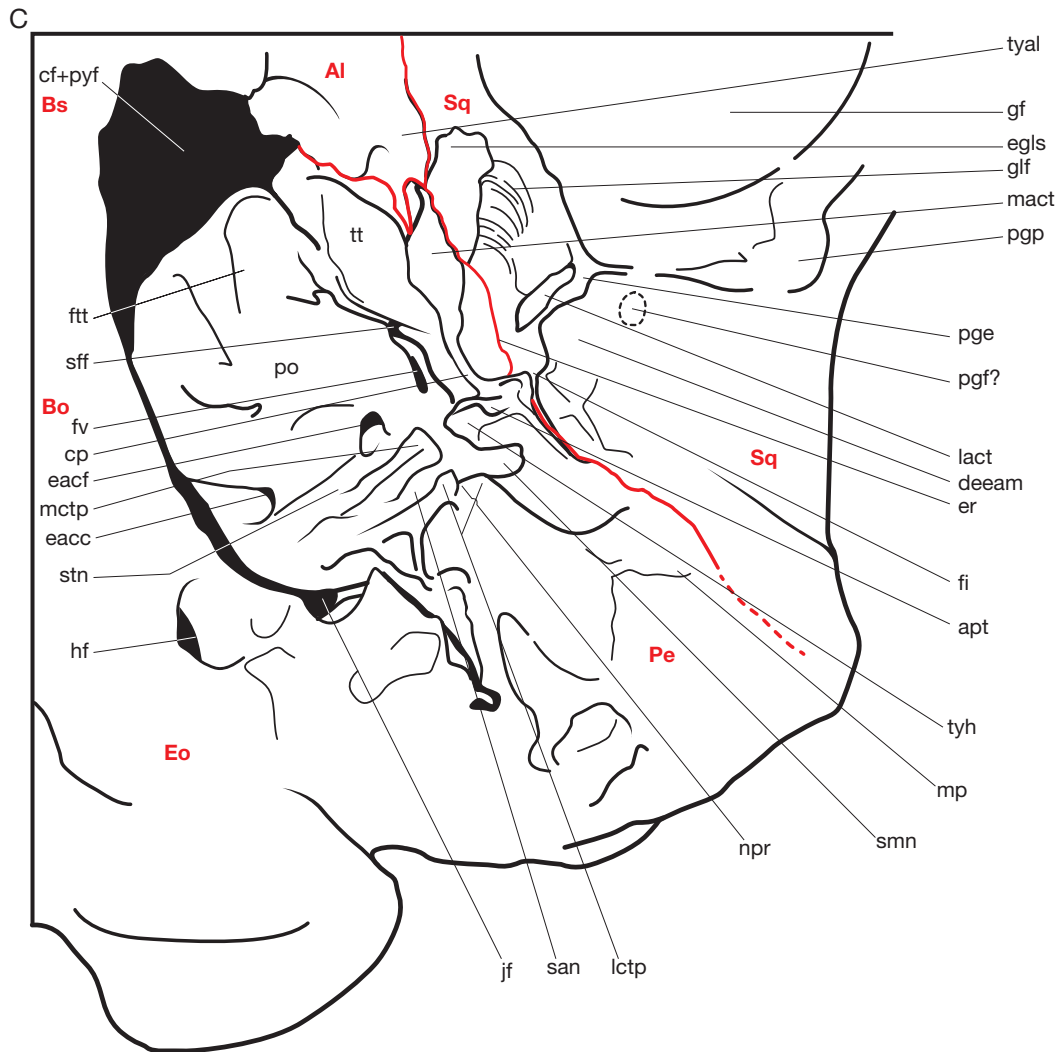 C
cf+pyf
Bs
Al
Sq
tyal
gf
egls
glf
mact
pgp
tt
ftt
sff
po
pge
pgf?
Bo
fv
cp
eacf
mctp
eacc
stn
Sq
lact
deeam
er
fi
apt
hf
Pe
tyh
Eo
mp
npr
smn
jf
san
lctp